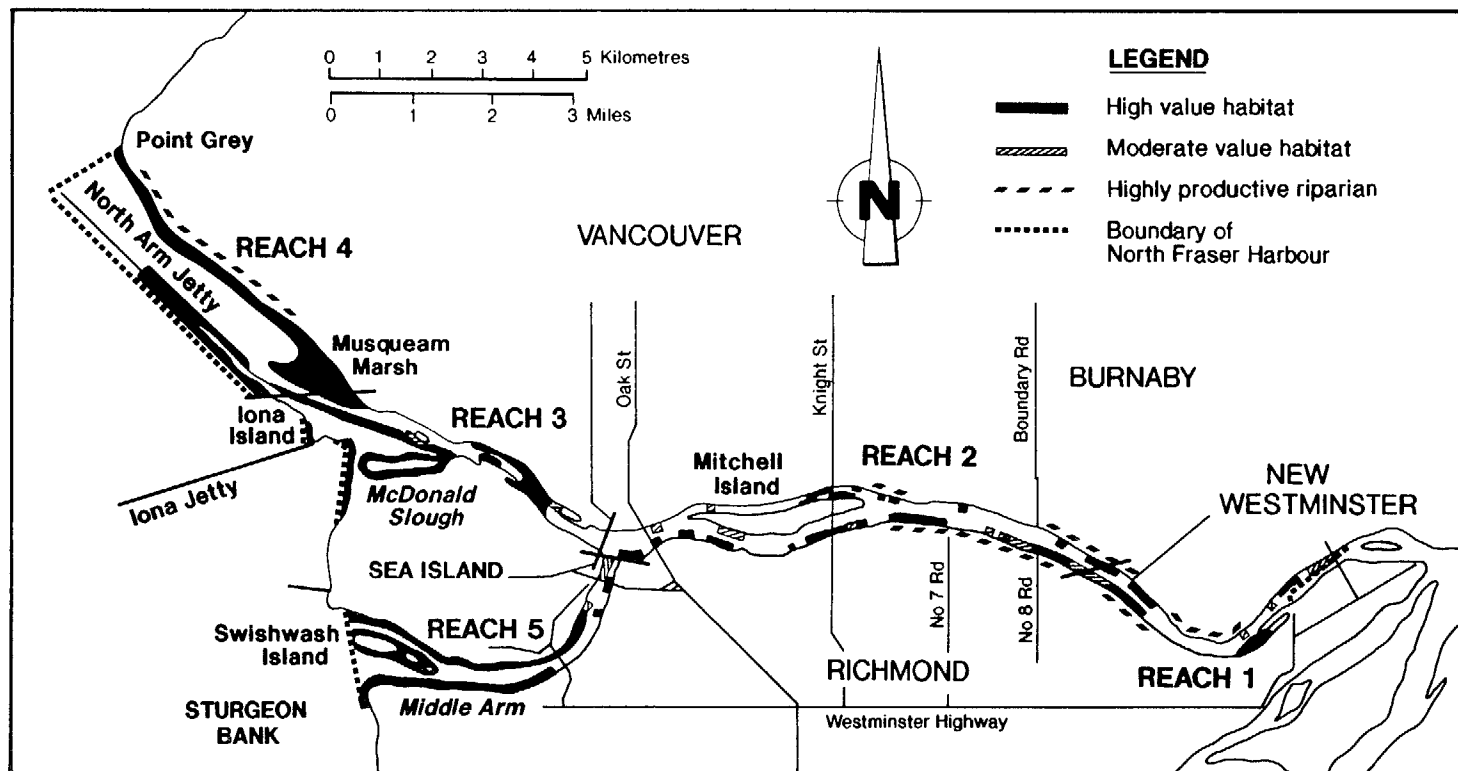 0 1 2 3 4 5 Kilometres
0 1 2 3 Miles
LEGEND
High value habitat
Moderate value habitat
Highly productive riparian
Boundary of
North Fraser Harbour
N
Point Grey
North Arm Jetty
REACH 4
VANCOUVER
Musqueam
Marsh
Oak St
Knight St
Boundary Rd
BURNABY
Iona
Island
REACH 3
Iona Jetty
McDonald
Slough
Mitchell
Island
REACH 2
NEW
WESTMINSTER
SEA ISLAND
No 7 Rd
No 8 Rd
Swishwash
Island
REACH 5
RICHMOND
REACH 1
STURGEON
BANK
Middle Arm
Westminster Highway